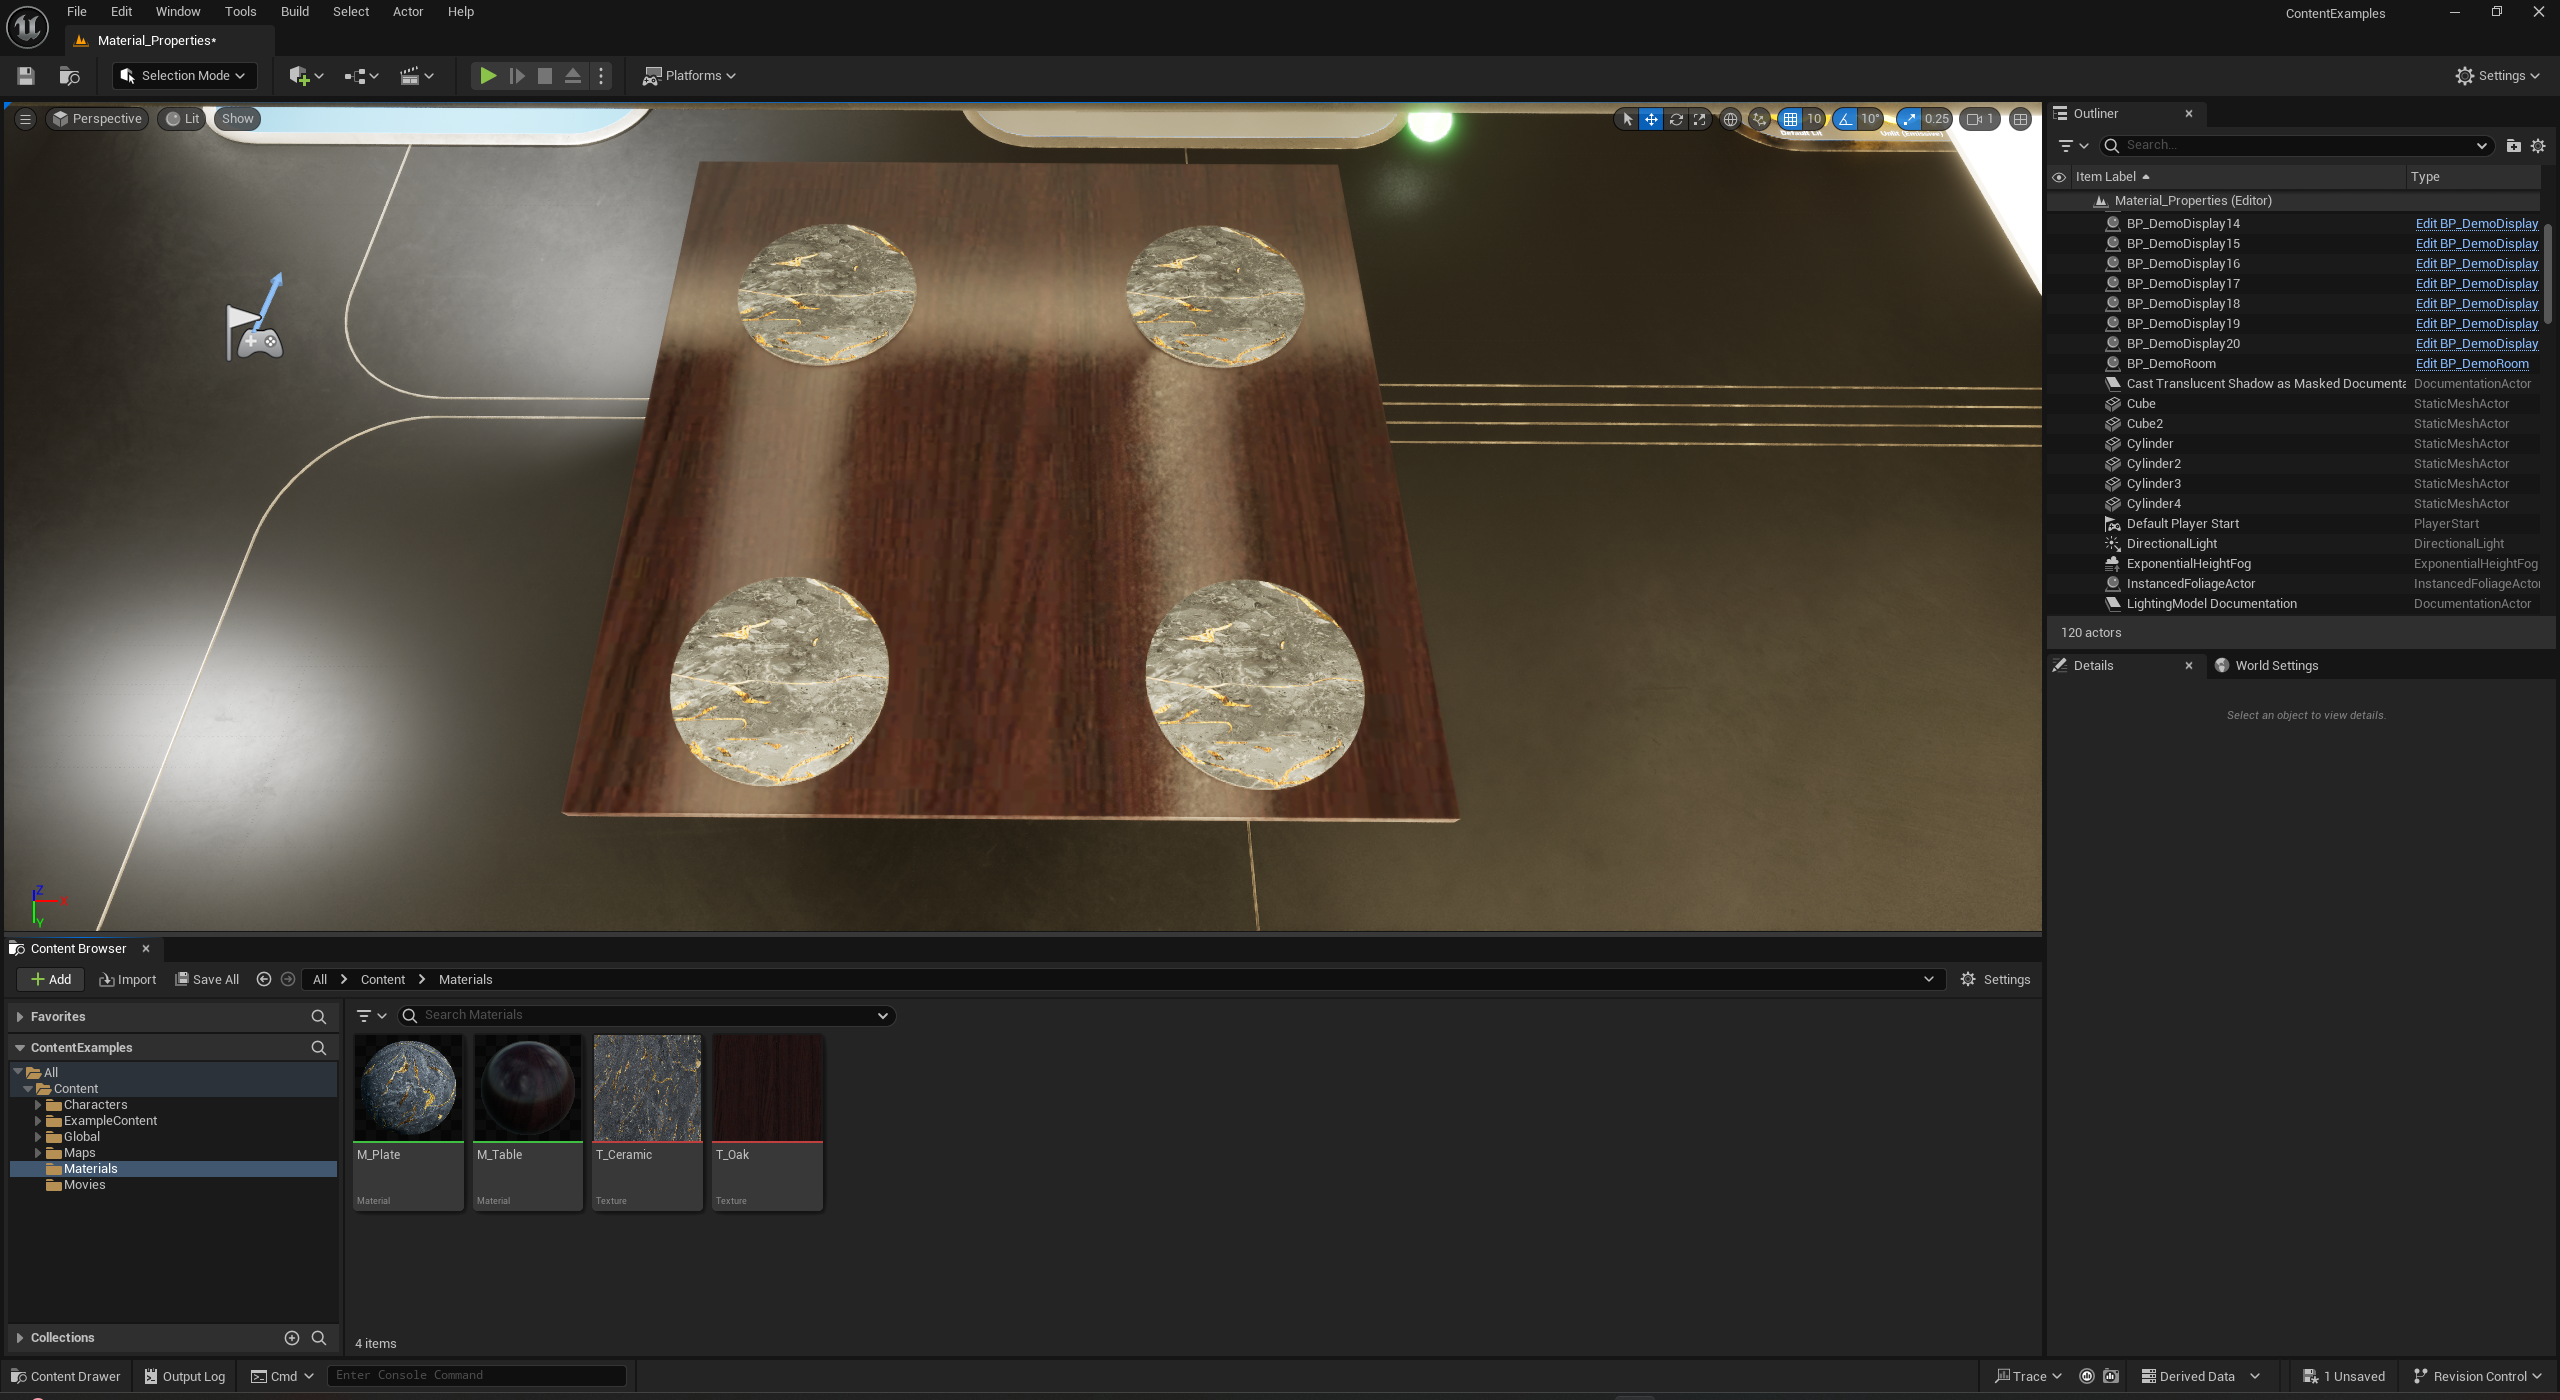 File Edit Window Tools Build Select Actor Help
ContentExamples
Material_Properties*
Selection Mode
Platforms
Settings
Perspective Lit Show
10 10° 0.25 1
Default Lit Unlit (Emissive)
Outliner
Search...
Item Label Type
Material_Properties (Editor)
BP_DemoDisplay14 Edit BP_DemoDisplay
BP_DemoDisplay15 Edit BP_DemoDisplay
BP_DemoDisplay16 Edit BP_DemoDisplay
BP_DemoDisplay17 Edit BP_DemoDisplay
BP_DemoDisplay18 Edit BP_DemoDisplay
BP_DemoDisplay19 Edit BP_DemoDisplay
BP_DemoDisplay20 Edit BP_DemoDisplay
BP_DemoRoom Edit BP_DemoRoom
Cast Translucent Shadow as Masked Documenta DocumentationActor
Cube StaticMeshActor
Cube2 StaticMeshActor
Cylinder StaticMeshActor
Cylinder2 StaticMeshActor
Cylinder3 StaticMeshActor
Cylinder4 StaticMeshActor
Default Player Start PlayerStart
DirectionalLight DirectionalLight
ExponentialHeightFog ExponentialHeightFog
InstancedFoliageActor InstancedFoliageActor
LightingModel Documentation DocumentationActor
120 actors
Details World Settings
Select an object to view details.
Z
X
Y
Content Browser
Add Import Save All All Content Materials Settings
Favorites
Search Materials
ContentExamples
All
Content
Characters
ExampleContent
Global
Maps
Materials
Movies
M_Plate M_Table T_Ceramic T_Oak
Material Material Texture Texture
Collections
4 items
Content Drawer Output Log Cmd Enter Console Command Trace Derived Data 1 Unsaved Revision Control